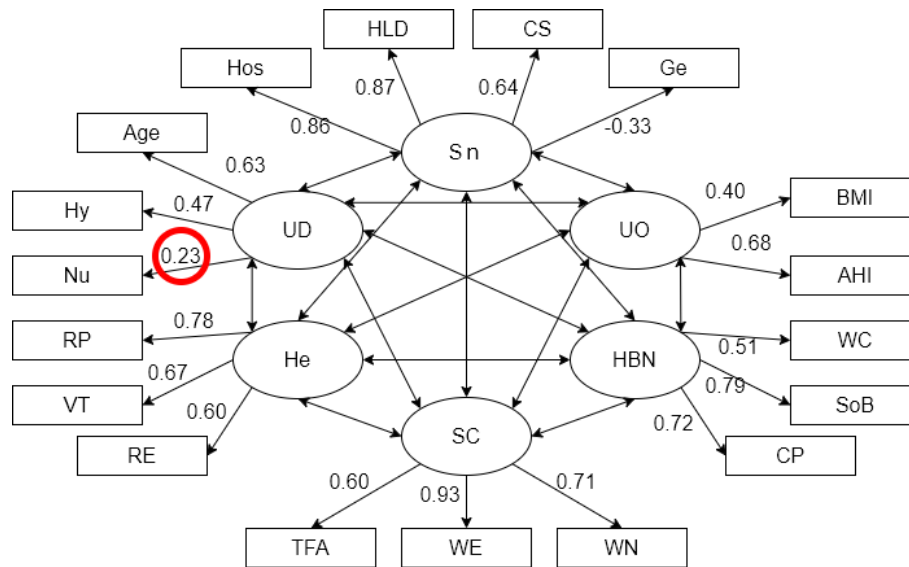 HLD
CS
Hos
Ge
0.87
0.64
0.86
-0.33
Age
Sn
0.63
Hy
0.47
0.40
BMI
UD
UO
0.23
0.68
Nu
AHI
RP
0.78
0.51
WC
He
HBN
0.67
0.79
VT
SoB
0.60
0.72
RE
SC
CP
0.60
0.93
0.71
TFA
WE
WN